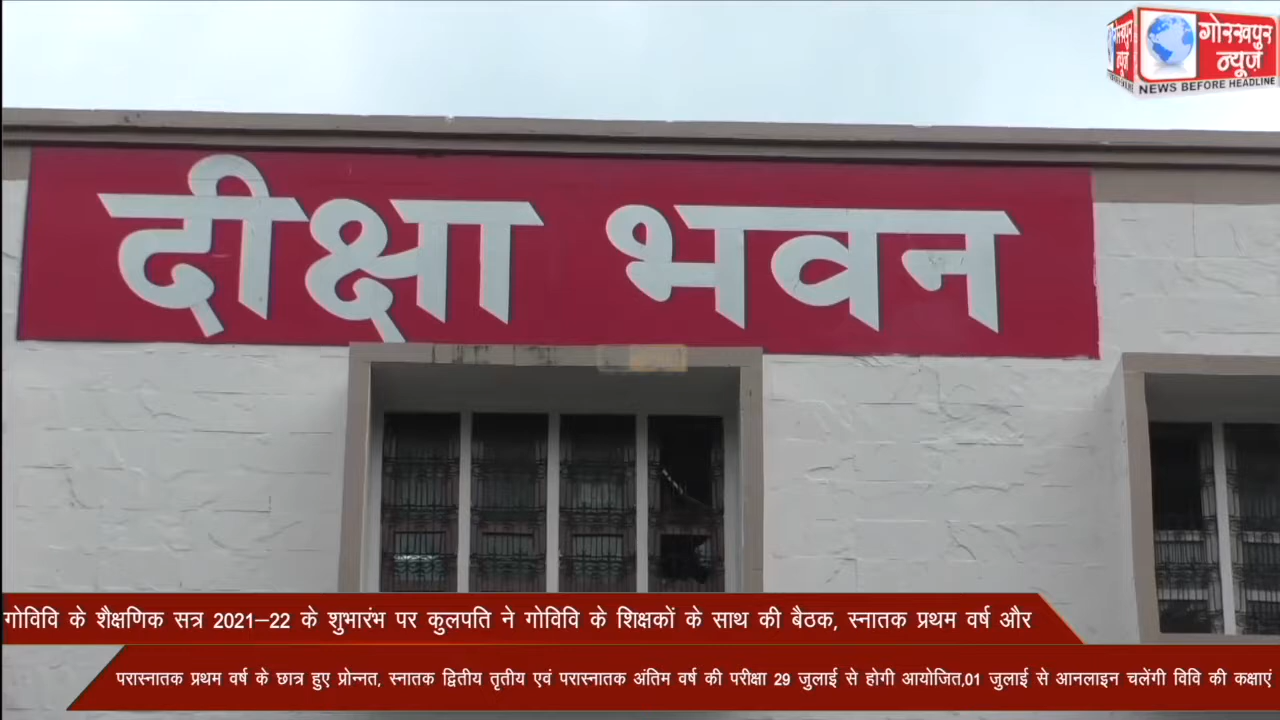 गोरखपुर
न्यूज़
NEWS BEFORE HEADLINE
दीक्षा भवन
गोविवि के शैक्षणिक सत्र 2021–22 के शुभारंभ पर कुलपति ने गोविवि के शिक्षकों के साथ की बैठक, स्नातक प्रथम वर्ष और
परास्नातक प्रथम वर्ष के छात्र हुए प्रोन्नत, स्नातक द्वितीय तृतीय एवं परास्नातक अंतिम वर्ष की परीक्षा 29 जुलाई से होगी आयोजित,01 जुलाई से आनलाइन चलेंगी विवि की कक्षाएं